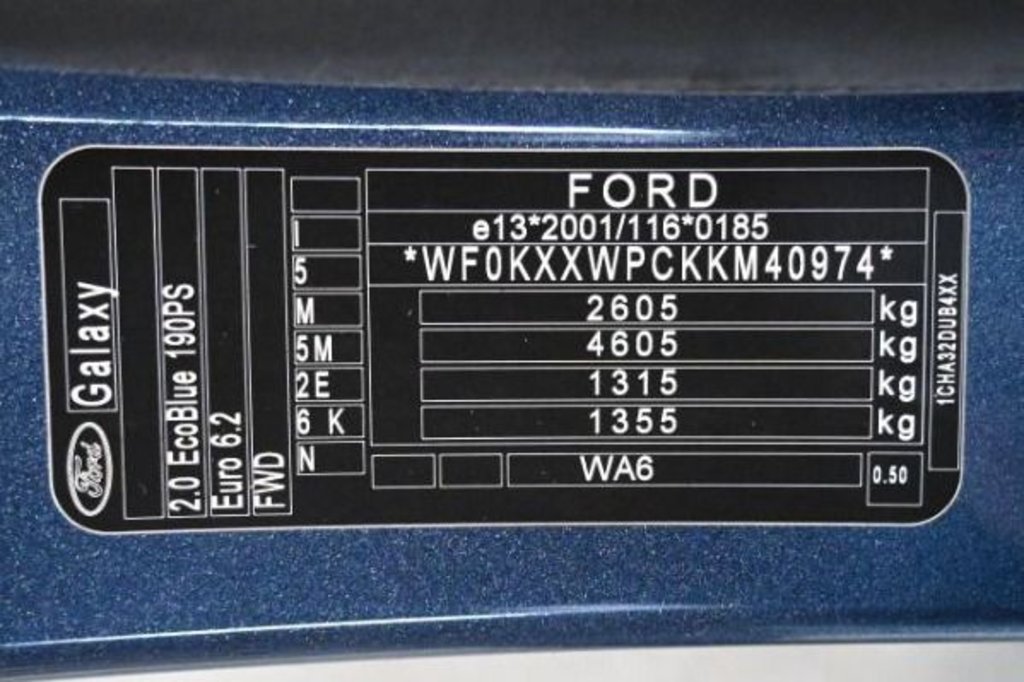 Ford
Galaxy
2.0 EcoBlue 190PS
Euro 6.2
FWD
I
5
M
5M
2E
6 K
N
FORD
e13*2001/116*0185
*WF0KXXWPCKKM40974*
2605 kg
4605 kg
1315 kg
1355 kg
WA6
0.50
1CHA32DUB4XX